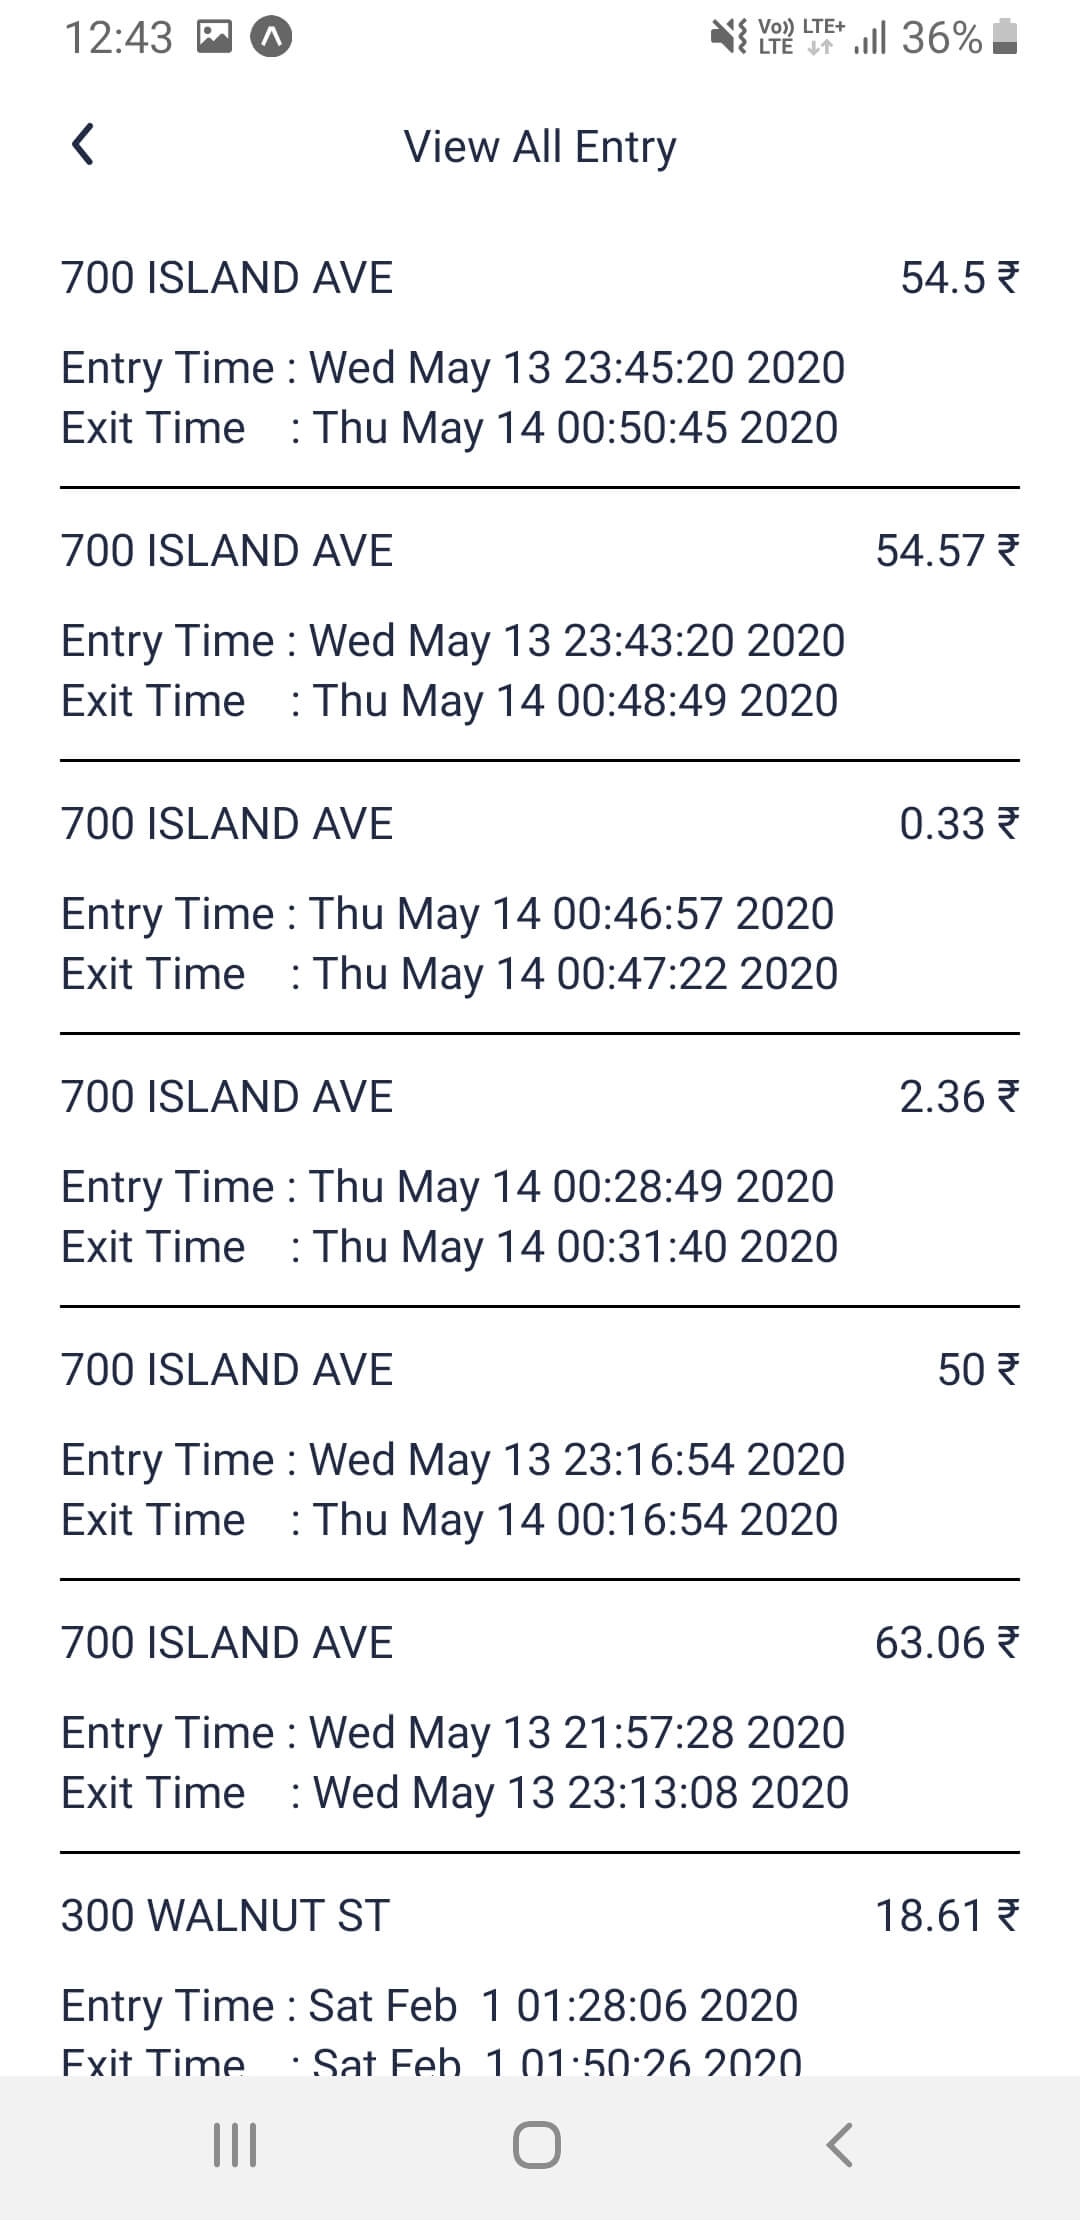 12:43 Vo)) LTE LTE+ 36%
View All Entry
700 ISLAND AVE 54.5 ₹
Entry Time : Wed May 13 23:45:20 2020
Exit Time : Thu May 14 00:50:45 2020
700 ISLAND AVE 54.57 ₹
Entry Time : Wed May 13 23:43:20 2020
Exit Time : Thu May 14 00:48:49 2020
700 ISLAND AVE 0.33 ₹
Entry Time : Thu May 14 00:46:57 2020
Exit Time : Thu May 14 00:47:22 2020
700 ISLAND AVE 2.36 ₹
Entry Time : Thu May 14 00:28:49 2020
Exit Time : Thu May 14 00:31:40 2020
700 ISLAND AVE 50 ₹
Entry Time : Wed May 13 23:16:54 2020
Exit Time : Thu May 14 00:16:54 2020
700 ISLAND AVE 63.06 ₹
Entry Time : Wed May 13 21:57:28 2020
Exit Time : Wed May 13 23:13:08 2020
300 WALNUT ST 18.61 ₹
Entry Time : Sat Feb 1 01:28:06 2020
Exit Time : Sat Feb 1 01:50:26 2020